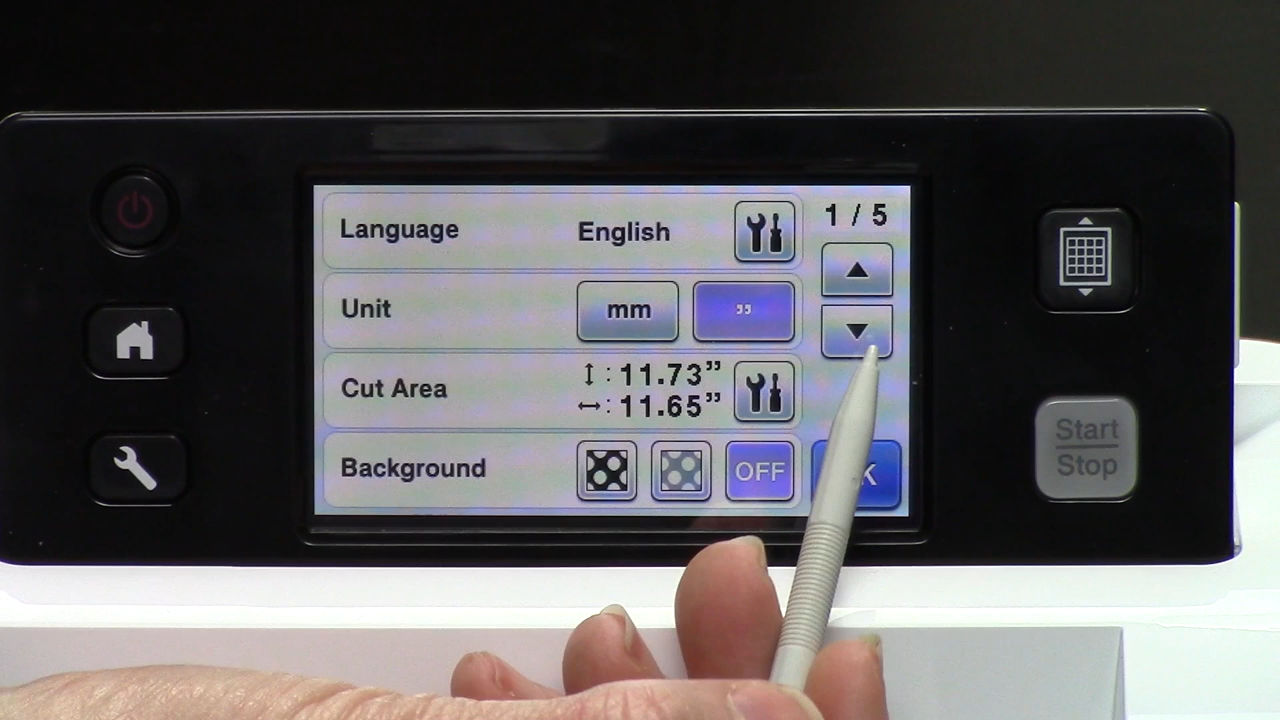 Language English 1 / 5
Unit mm ”
Cut Area : 11.73”
: 11.65”
Background OFF
Start
Stop